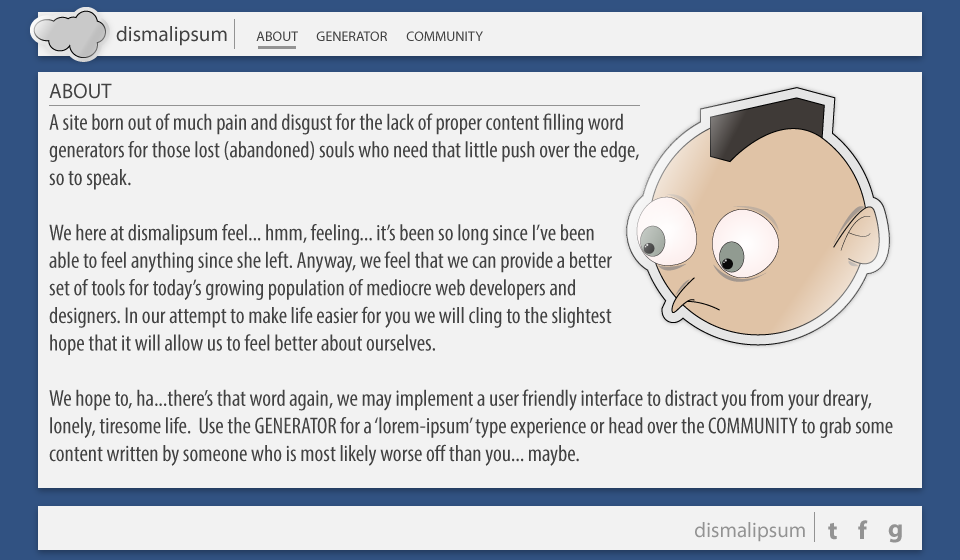 dismalipsum
ABOUT GENERATOR COMMUNITY
ABOUT
A site born out of much pain and disgust for the lack of proper content filling word
generators for those lost (abandoned) souls who need that little push over the edge,
so to speak.
We here at dismalipsum feel... hmm, feeling... it's been so long since I've been
able to feel anything since she left. Anyway, we feel that we can provide a better
set of tools for today's growing population of mediocre web developers and
designers. In our attempt to make life easier for you we will cling to the slightest
hope that it will allow us to feel better about ourselves.
We hope to, ha...there's that word again, we may implement a user friendly interface to distract you from your dreary,
lonely, tiresome life.  Use the GENERATOR for a 'lorem-ipsum' type experience or head over the COMMUNITY to grab some
content written by someone who is most likely worse off than you... maybe.
dismalipsum
t f g